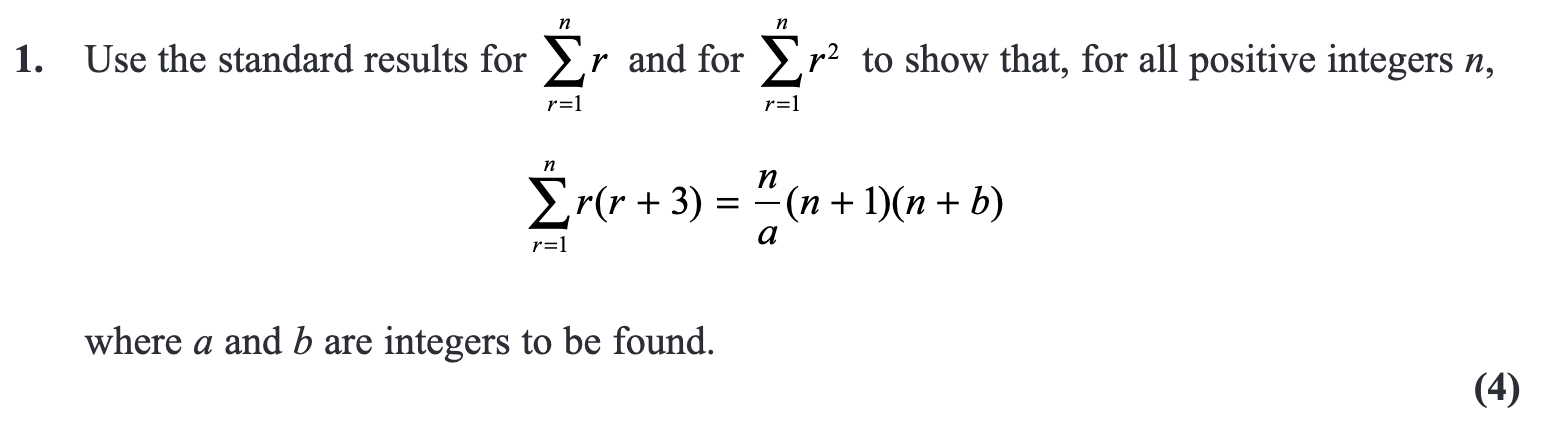 1. Use the standard results for $\sum_{r=1}^{n} r$ and for $\sum_{r=1}^{n} r^2$ to show that, for all positive integers n,
$\sum_{r=1}^{n} r(r + 3) = \frac{n}{a}(n + 1)(n + b)$
where a and b are integers to be found.
(4)